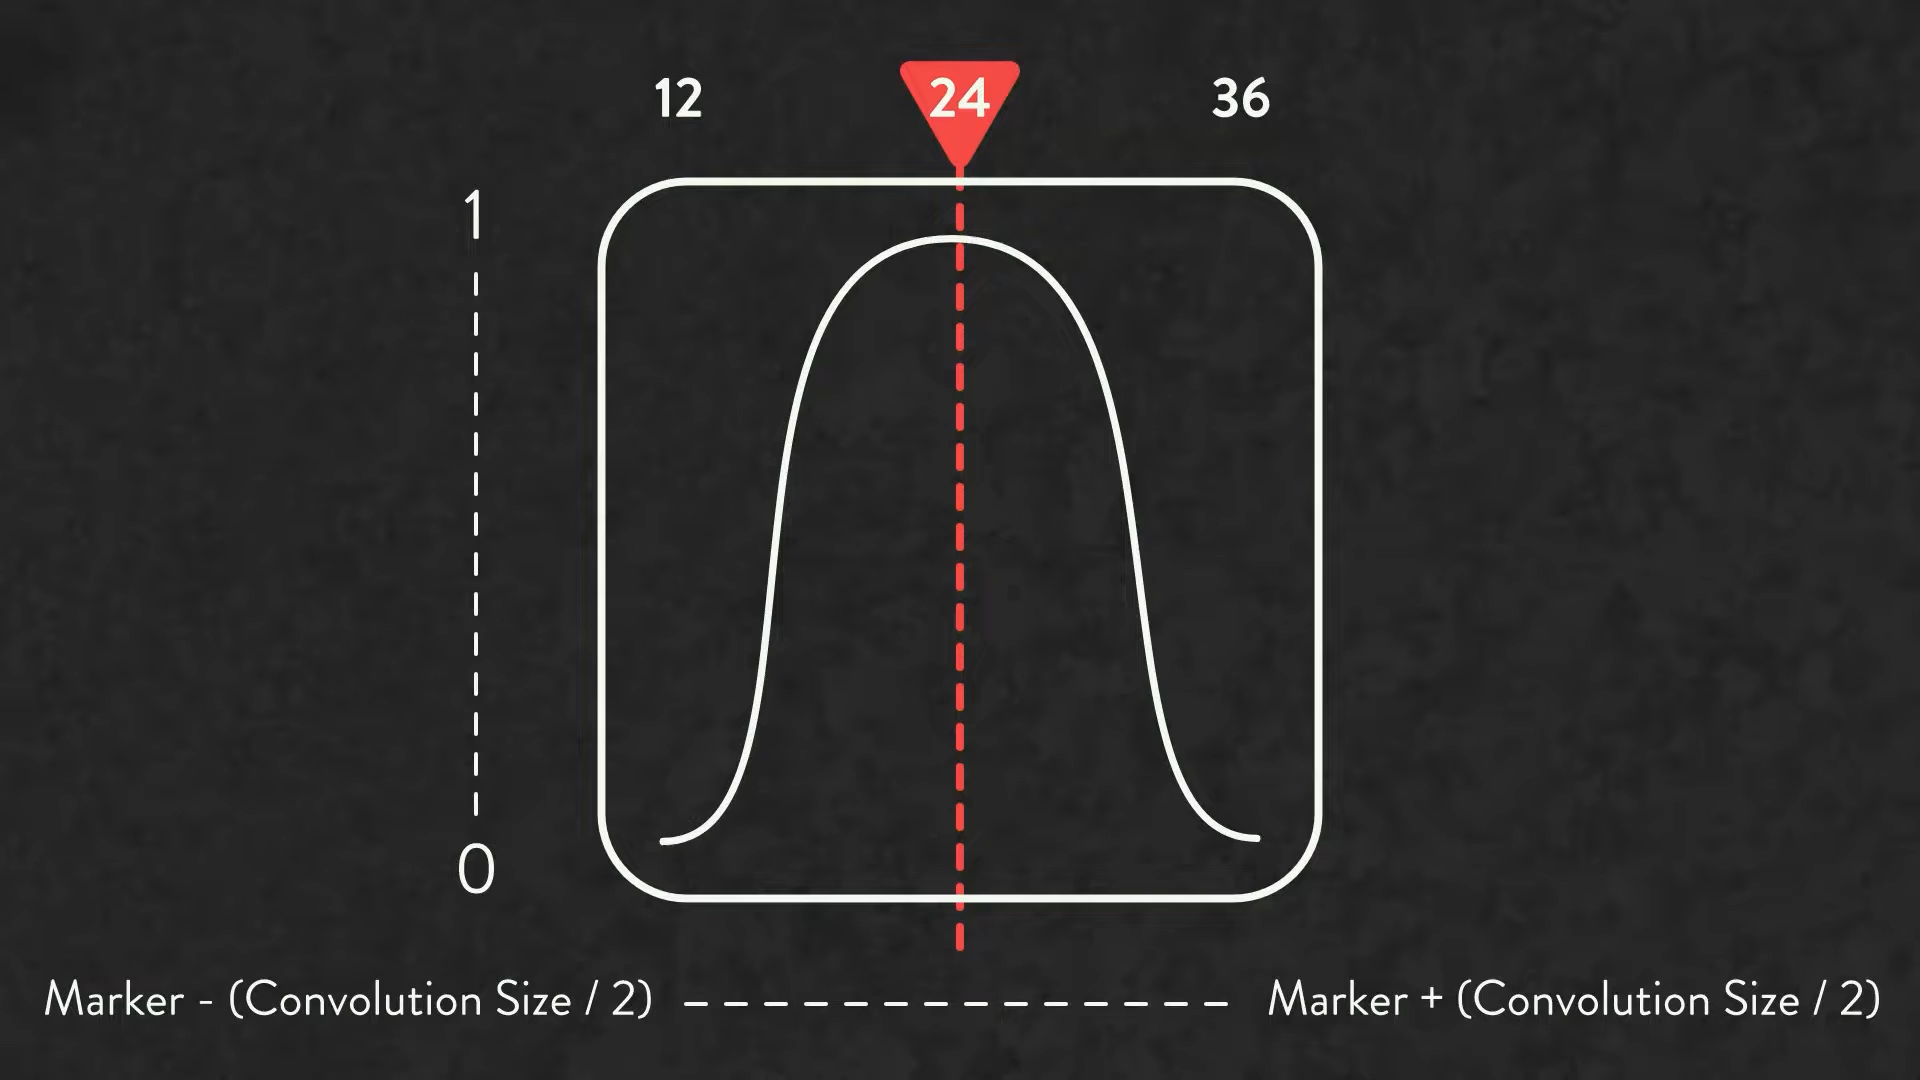 12 24 36
1
0
Marker - (Convolution Size / 2) Marker + (Convolution Size / 2)